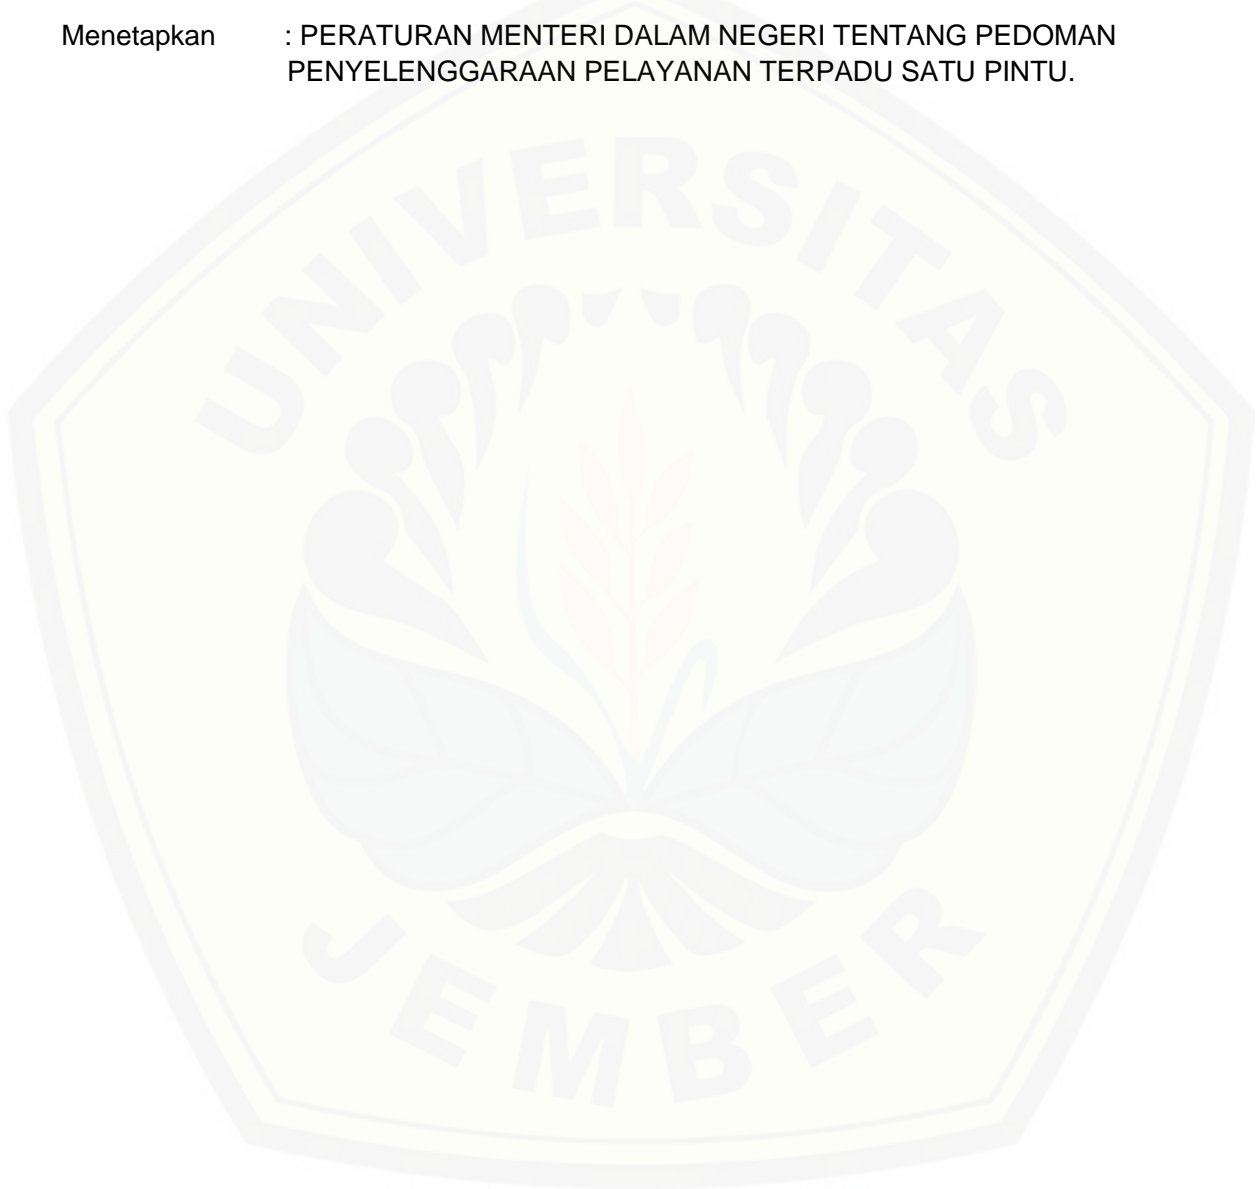 Menetapkan : PERATURAN MENTERI DALAM NEGERI TENTANG PEDOMAN
PENYELENGGARAAN PELAYANAN TERPADU SATU PINTU.
UNIVERSITAS
JEMBER